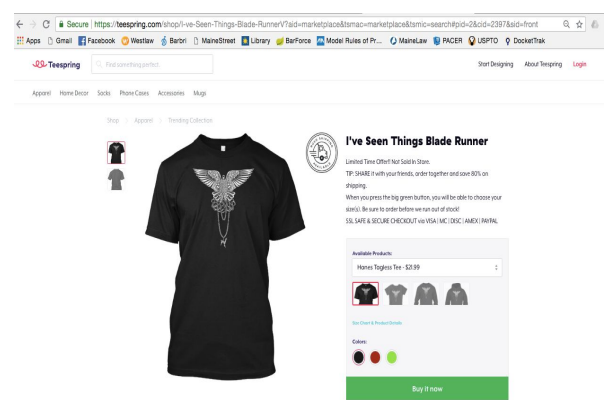 Secure | https://teespring.com/shop/I-ve-Seen-Things-Blade-RunnerV?aid=marketplace&tsmac=marketplace&tsmic=search#pid=2&cid=2397&sid=front
Apps Gmail Facebook Westlaw Barbri MaineStreet Library BarForce Model Rules of Pr... MaineLaw PACER USPTO DocketTrak
Teespring Find something perfect Start Designing About Teespring Login
Apparel Home Decor Socks Phone Cases Accessories Mugs
Shop Apparel Trending Collection
I've Seen Things Blade Runner
Limited Time Offer!! Not Sold In Store.
TIP: SHARE it with your friends, order together and save 80% on
shipping.
When you press the big green button, you will be able to choose your
size(s). Be sure to order before we run out of stock!
SSL SAFE & SECURE CHECKOUT via VISA | MC | DISC | AMEX | PAYPAL
Available Products:
Hanes Tagless Tee - $21.99
Size Chart & Product Details
Colors:
Buy it now